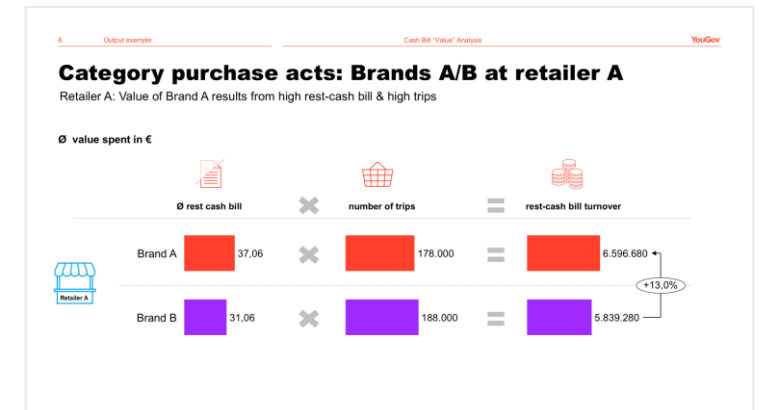 6 Output example Cash Bill "Value" Analysis YouGov
Category purchase acts: Brands A/B at retailer A
Retailer A: Value of Brand A results from high rest-cash bill & high trips
Ø value spent in €
Ø rest cash bill number of trips rest-cash bill turnover
Brand A 37,06 178.000 6.596.680
+13,0%
Retailer A
Brand B 31,06 188.000 5.839.280